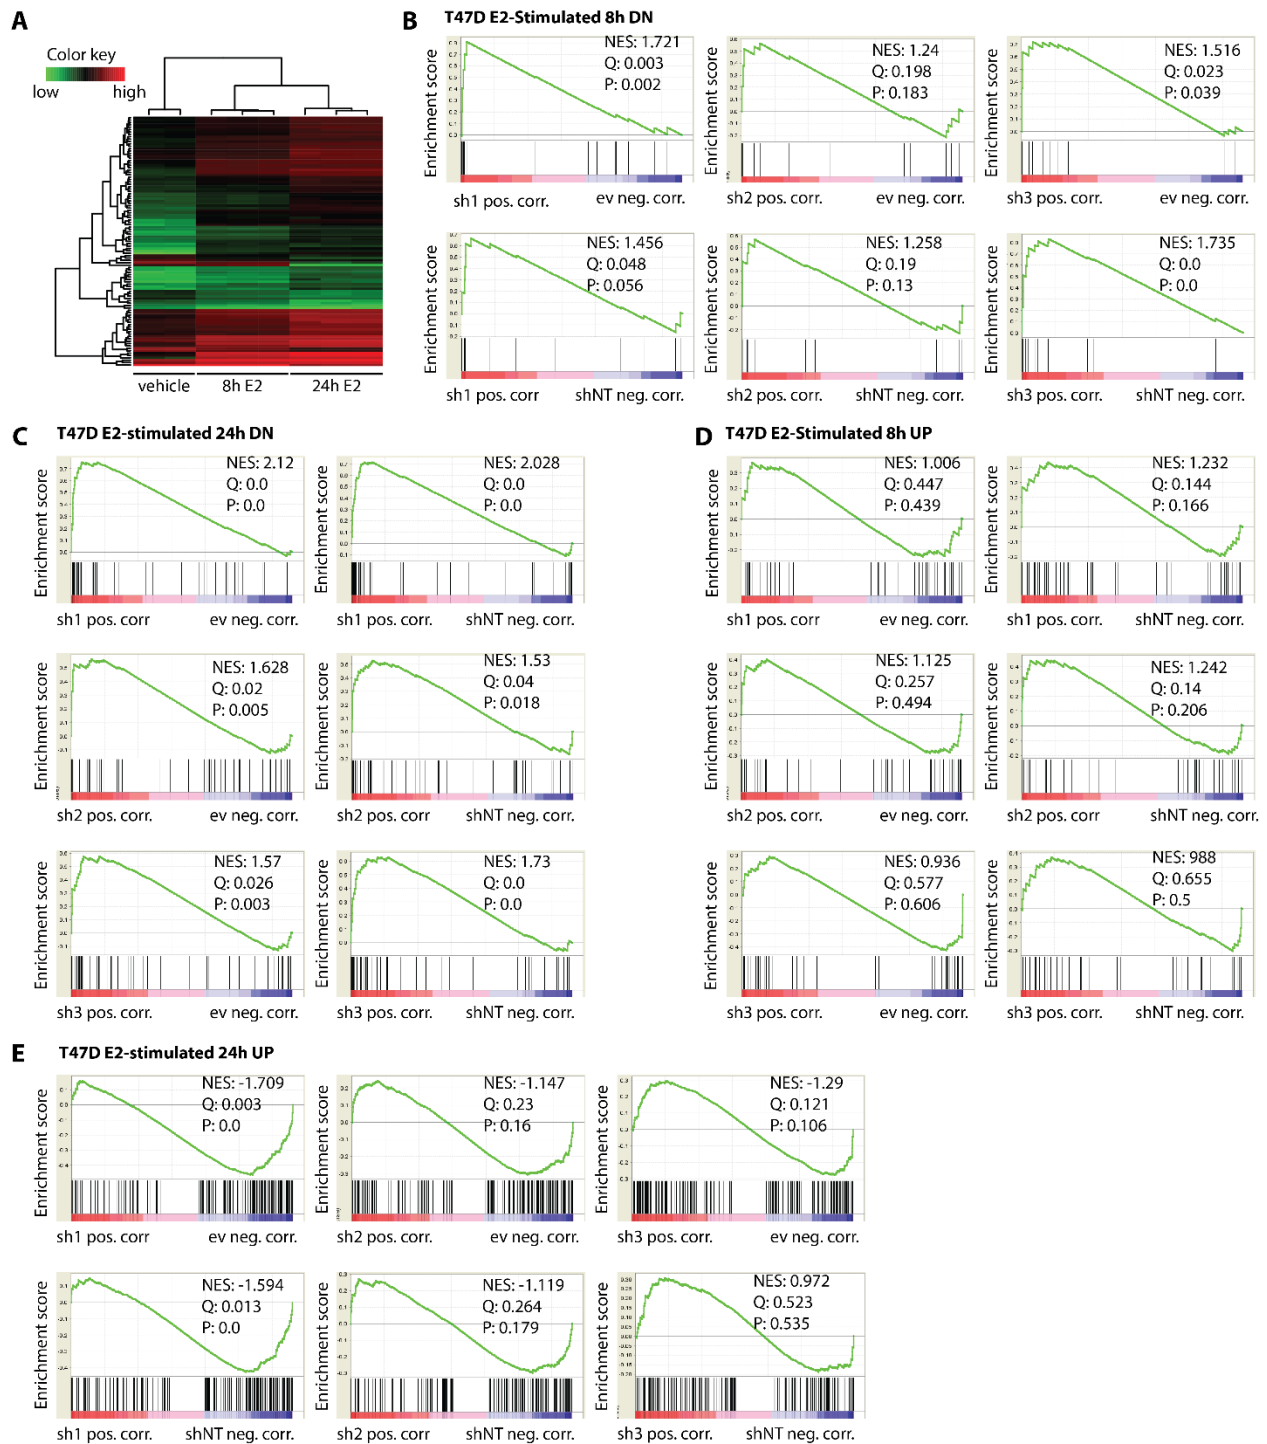 A
Color key
low high
vehicle 8h E2 24h E2
B T47D E2-Stimulated 8h DN
Enrichment score
NES: 1.721
Q: 0.003
P: 0.002
sh1 pos. corr. ev neg. corr.
Enrichment score
NES: 1.24
Q: 0.198
P: 0.183
sh2 pos. corr. ev neg. corr.
Enrichment score
NES: 1.516
Q: 0.023
P: 0.039
sh3 pos. corr. ev neg. corr.
Enrichment score
NES: 1.456
Q: 0.048
P: 0.056
sh1 pos. corr shNT neg. corr.
Enrichment score
NES: 1.258
Q: 0.19
P: 0.13
sh2 pos. corr. shNT neg. corr.
Enrichment score
NES: 1.735
Q: 0.0
P: 0.0
sh3 pos. corr. shNT neg. corr.
C T47D E2-stimulated 24h DN
Enrichment score
NES: 2.12
Q: 0.0
P: 0.0
sh1 pos. corr ev neg. corr.
Enrichment score
NES: 2.028
Q: 0.0
P: 0.0
sh1 pos. corr shNT neg. corr.
Enrichment score
NES: 1.628
Q: 0.02
P: 0.005
sh2 pos. corr. ev neg. corr.
Enrichment score
NES: 1.53
Q: 0.04
P: 0.018
sh2 pos. corr. shNT neg. corr.
Enrichment score
NES: 1.57
Q: 0.026
P: 0.003
sh3 pos. corr. ev neg. corr.
Enrichment score
NES: 1.73
Q: 0.0
P: 0.0
sh3 pos. corr. shNT neg. corr.
D T47D E2-Stimulated 8h UP
Enrichment score
NES: 1.006
Q: 0.447
P: 0.439
sh1 pos. corr. ev neg. corr.
Enrichment score
NES: 1.232
Q: 0.144
P: 0.166
sh1 pos. corr. shNT neg. corr.
Enrichment score
NES: 1.125
Q: 0.257
P: 0.494
sh2 pos. corr. ev neg. corr.
Enrichment score
NES: 1.242
Q: 0.14
P: 0.206
sh2 pos. corr. shNT neg. corr.
Enrichment score
NES: 0.936
Q: 0.577
P: 0.606
sh3 pos. corr. ev neg. corr.
Enrichment score
NES: 988
Q: 0.655
P: 0.5
sh3 pos. corr. shNT neg. corr.
E T47D E2-stimulated 24h UP
Enrichment score
NES: -1.709
Q: 0.003
P: 0.0
sh1 pos. corr ev neg. corr.
Enrichment score
NES: -1.147
Q: 0.23
P: 0.16
sh2 pos. corr. ev neg. corr.
Enrichment score
NES: -1.29
Q: 0.121
P: 0.106
sh3 pos. corr. ev neg. corr.
Enrichment score
NES: -1.594
Q: 0.013
P: 0.0
sh1 pos. corr. shNT neg. corr.
Enrichment score
NES: -1.119
Q: 0.264
P: 0.179
sh2 pos. corr. shNT neg. corr.
Enrichment score
NES: 0.972
Q: 0.523
P: 0.535
sh3 pos. corr. shNT neg. corr.